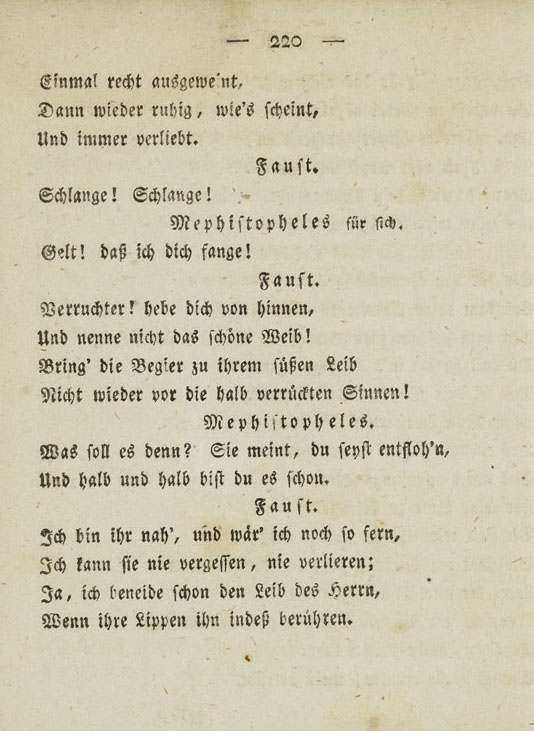 — 220 —
Einmal recht ausgeweint,
Dann wieder ruhig, wie's scheint,
Und immer verliebt.
Faust.
Schlange! Schlange!
Mephistopheles für sich.
Gelt! daß ich dich fange!
Faust.
Verruchter! hebe dich von hinnen,
Und nenne nicht das schöne Weib!
Bring' die Begier zu ihrem süßen Leib
Nicht wieder vor die halb verrückten Sinnen!
Mephistopheles.
Was soll es denn? Sie meint, du seyst entfloh'n,
Und halb und halb bist du es schon.
Faust.
Ich bin ihr nah', und wär' ich noch so fern,
Ich kann sie nie vergessen, nie verlieren;
Ja, ich beneide schon den Leib des Herrn,
Wenn ihre Lippen ihn indeß berühren.